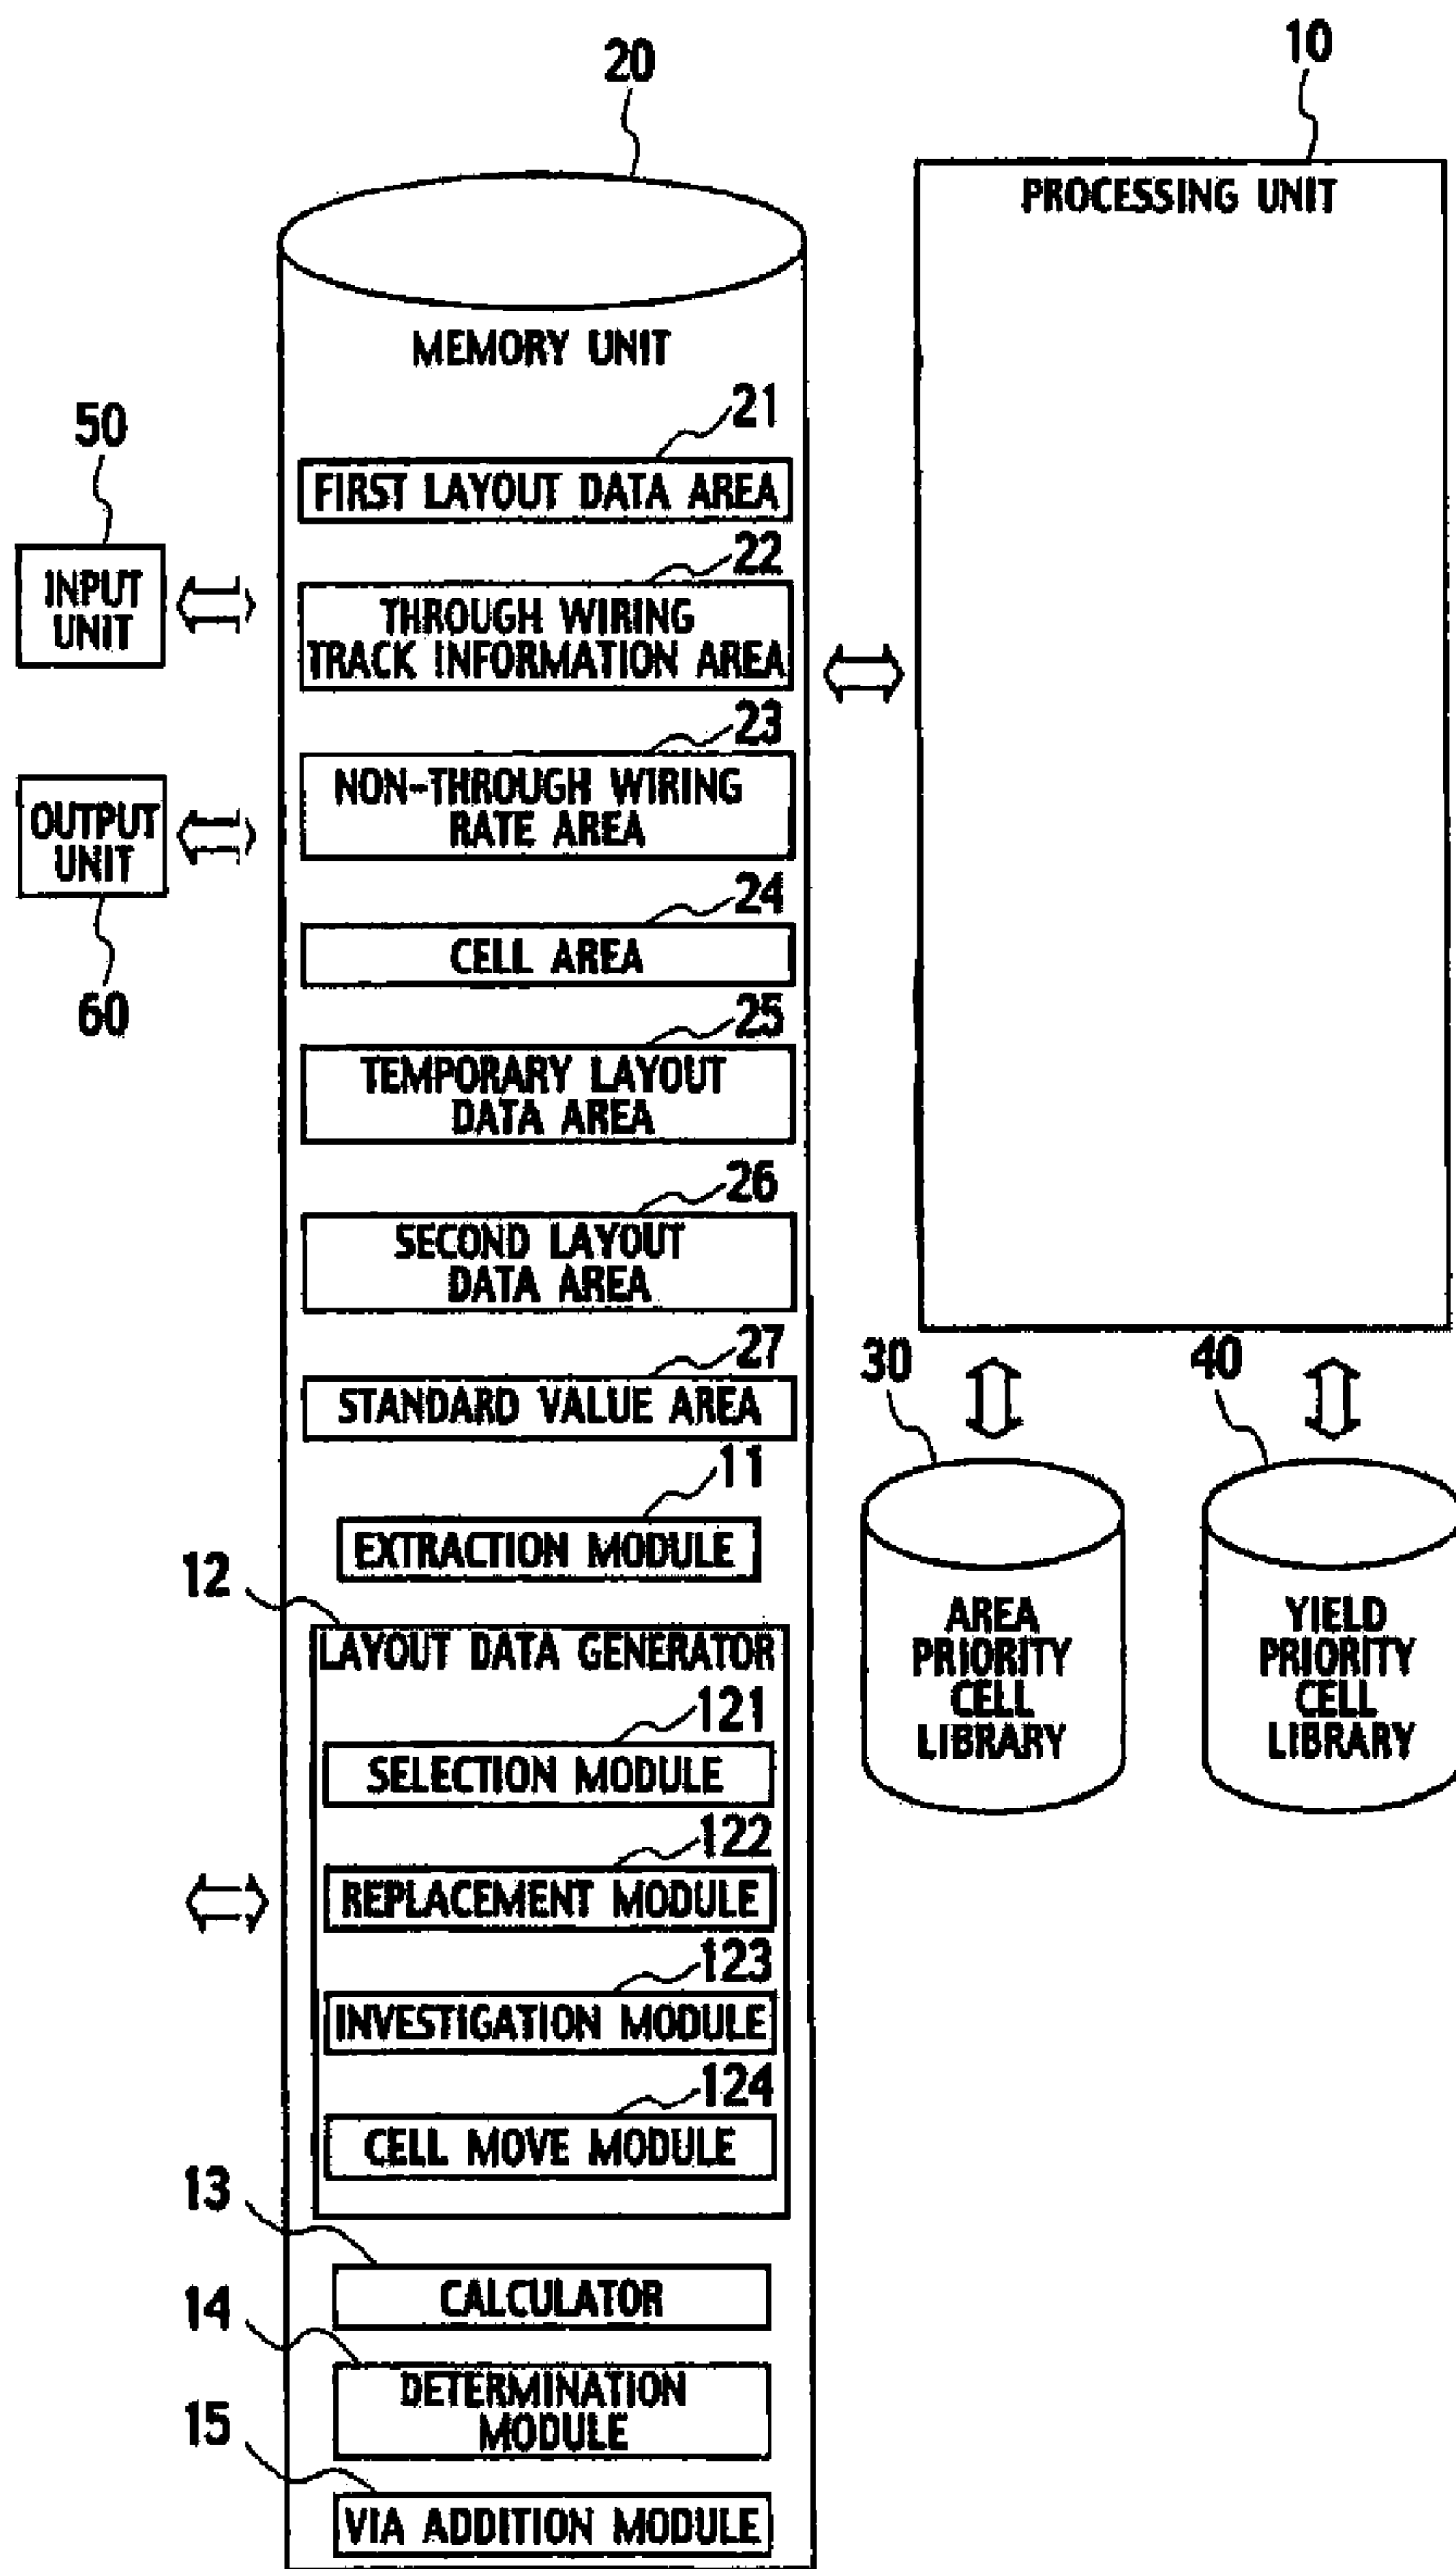 20
10
PROCESSING UNIT
MEMORY UNIT
21
FIRST LAYOUT DATA AREA
50
INPUT
UNIT
22
THROUGH WIRING
TRACK INFORMATION AREA
23
NON-THROUGH WIRING
RATE AREA
OUTPUT
UNIT
60
24
CELL AREA
25
TEMPORARY LAYOUT
DATA AREA
26
SECOND LAYOUT
DATA AREA
27
STANDARD VALUE AREA
30
40
AREA
PRIORITY
CELL
LIBRARY
YIELD
PRIORITY
CELL
LIBRARY
11
EXTRACTION MODULE
12
LAYOUT DATA GENERATOR
121
SELECTION MODULE
122
REPLACEMENT MODULE
123
INVESTIGATION MODULE
124
CELL MOVE MODULE
13
CALCULATOR
14
DETERMINATION
MODULE
15
VIA ADDITION MODULE